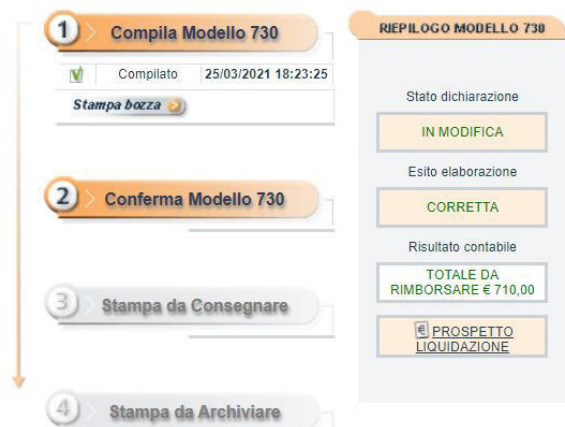 1 Compila Modello 730
Compilato 25/03/2021 18:23:25
Stampa bozza
2 Conferma Modello 730
3 Stampa da Consegnare
4 Stampa da Archiviare
RIEPILOGO MODELLO 730
Stato dichiarazione
IN MODIFICA
Esito elaborazione
CORRETTA
Risultato contabile
TOTALE DA
RIMBORSARE € 710,00
€ PROSPETTO
LIQUIDAZIONE